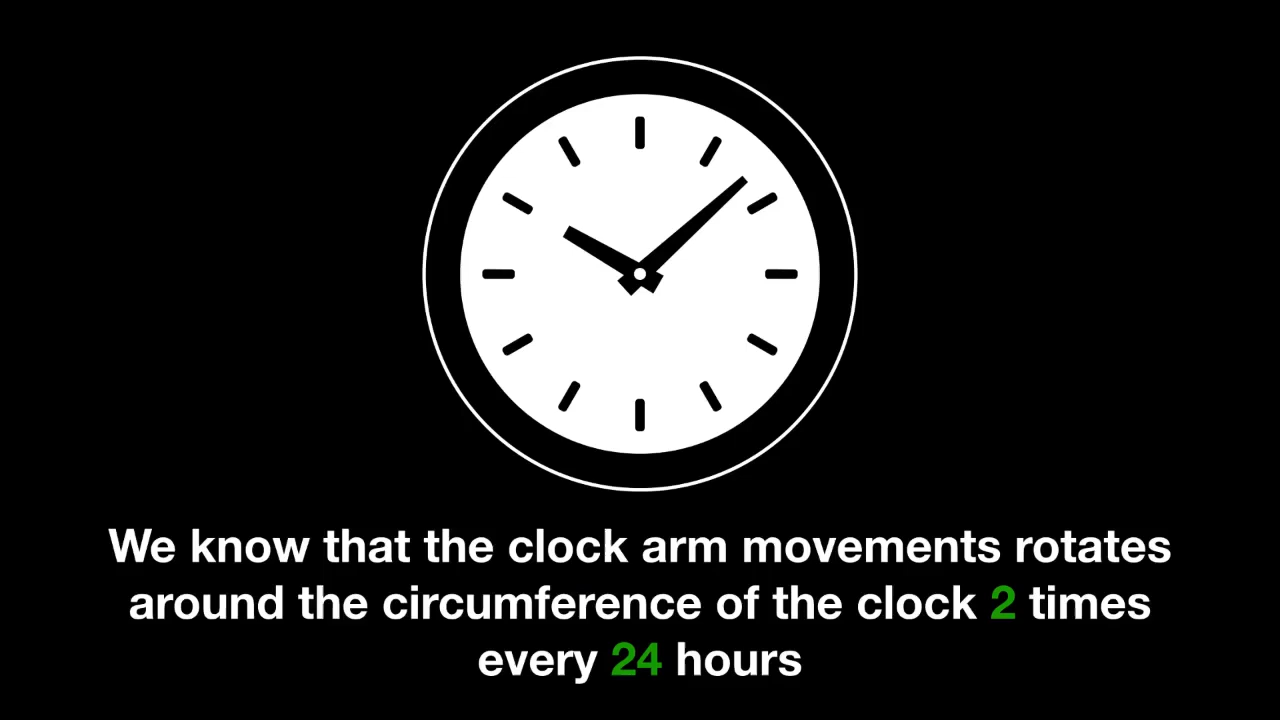 We know that the clock arm movements rotates
around the circumference of the clock 2 times
every 24 hours